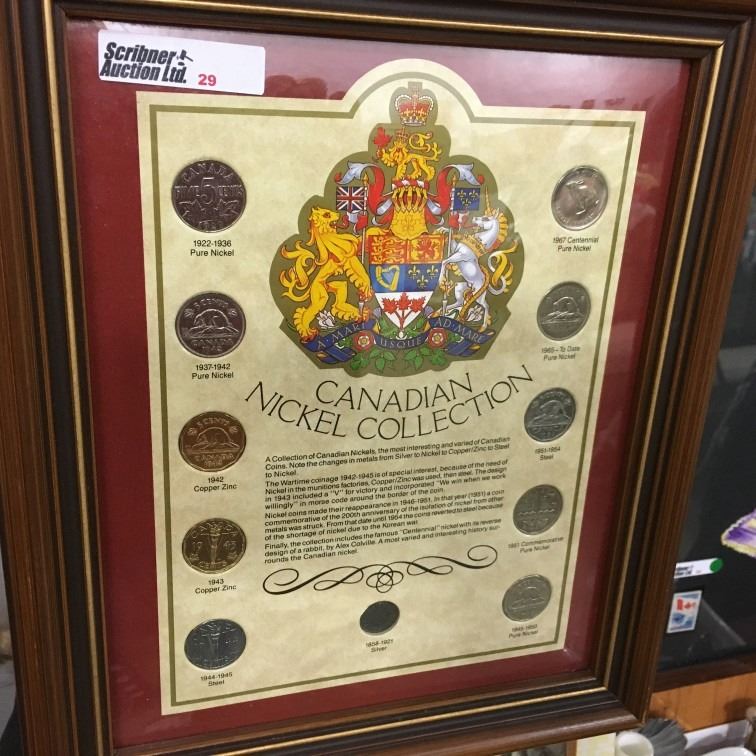 Scribner
Auction Ltd. 29
CANADA
5
1922-1936
Pure Nickel
5 CENTS
CANADA
1937-1942
Pure Nickel
5 CENTS
CANADA
1942
Copper Zinc
CANADA
19 43
CENTS
1943
Copper Zinc
1944-1945
Steel
1858-1921
Silver
1967 Centennial
Pure Nickel
1965 - To Date
Pure Nickel
1951-1954
Steel
1951 Commemorative
Pure Nickel
Pure Nickel
A · MARI USQUE AD · MARE
CANADIAN
NICKEL COLLECTION
A Collection of Canadian Nickels, the most interesting and varied of Canadian
Coins. Note the changes in metals from Silver to Nickel to Copper/Zinc to Steel
to Nickel.
The Wartime coinage 1942-1945 is of special interest, because of the need of
Nickel in the munitions factories, Copper/Zinc was used, then steel. The design
in 1943 included a "V" for victory and incorporated "We win when we work
willingly" in morse code around the border of the coin.
Nickel coins made their reappearance in 1946-1951. In that year (1951) a coin
commemorative of the 200th anniversary of the isolation of nickel from other
metals was struck. From that date until 1954 the coins reverted to steel because
of the shortage of nickel due to the Korean war.
Finally, the collection includes the famous "Centennial" nickel with its reverse
design of a rabbit, by Alex Colville. A most varied and interesting history sur-
rounds the Canadian nickel.